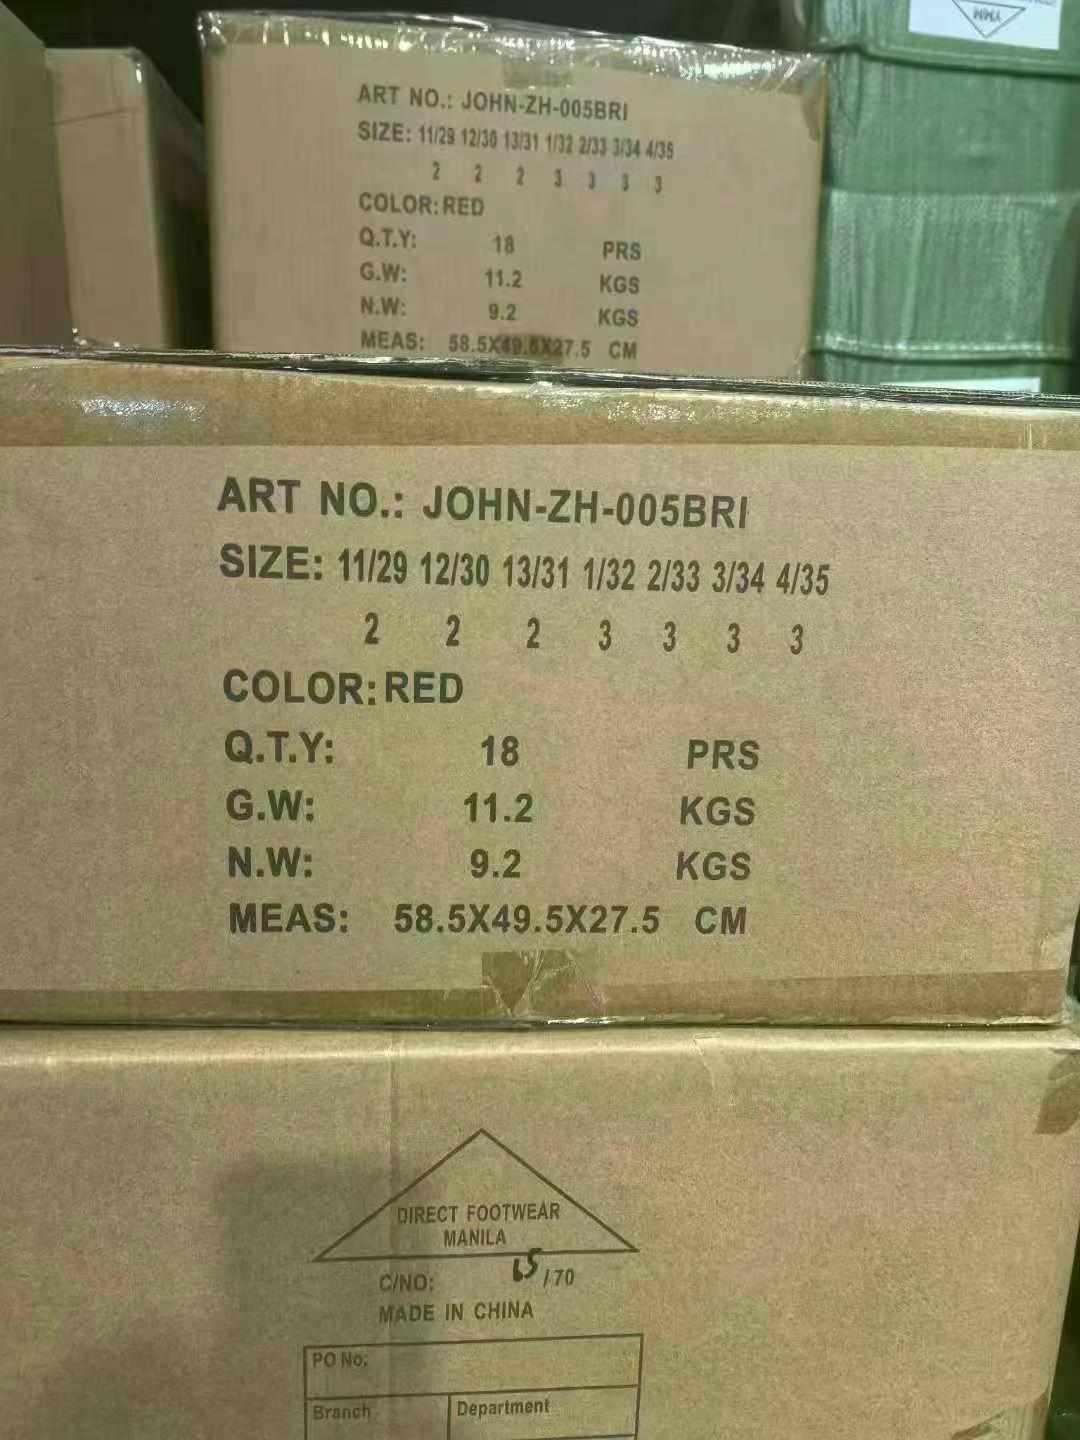 YMM
ART NO.: JOHN-ZH-005BRI
SIZE: 11/29 12/30 13/31 1/32 2/33 3/34 4/35
2 2 2 3 3 3 3
COLOR: RED
Q.T.Y: 18 PRS
G.W: 11.2 KGS
N.W: 9.2 KGS
MEAS: 58.5X49.5X27.5 CM
ART NO.: JOHN-ZH-005BRI
SIZE: 11/29 12/30 13/31 1/32 2/33 3/34 4/35
2 2 2 3 3 3 3
COLOR: RED
Q.T.Y: 18 PRS
G.W: 11.2 KGS
N.W: 9.2 KGS
MEAS: 58.5X49.5X27.5 CM
DIRECT FOOTWEAR
MANILA
C/NO: 65 /70
MADE IN CHINA
PO No:
Branch Department